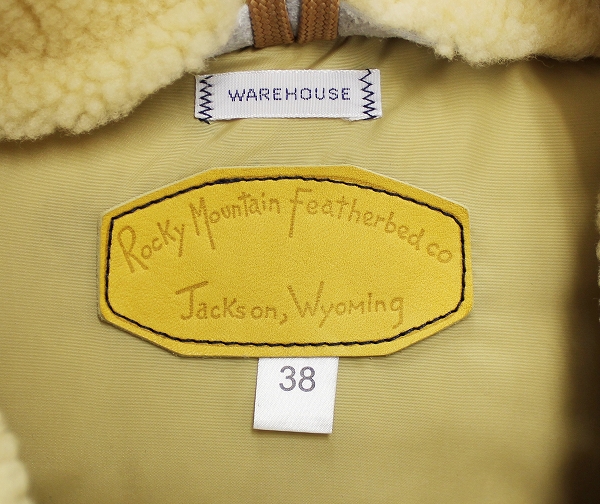 WAREHOUSE
Rocky Mountain Featherbed co
Jackson, Wyoming
38